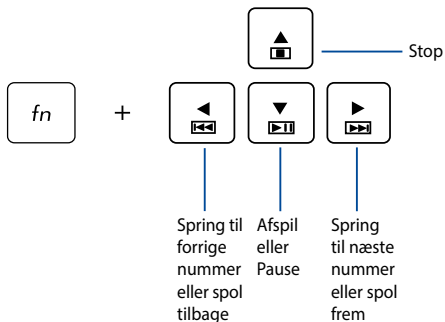 Stop
fn +
Spring til
forrige
nummer
eller spol
tilbage
Afspil
eller
Pause
Spring
til næste
nummer
eller spol
frem